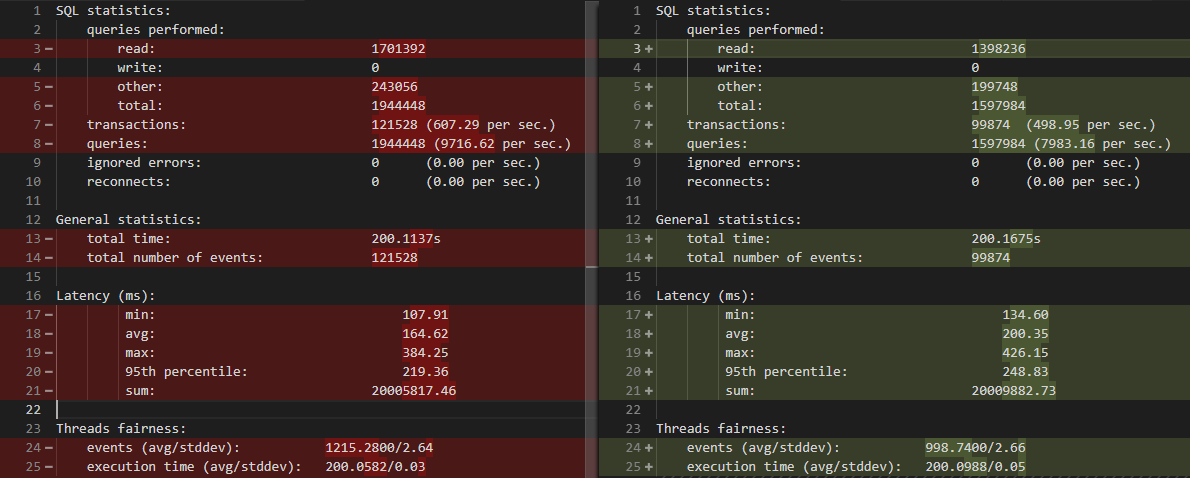 1 SQL statistics:
2 queries performed:
3 - read: 1701392
4 write: 0
5 - other: 243056
6 - total: 1944448
7 - transactions: 121528 (607.29 per sec.)
8 - queries: 1944448 (9716.62 per sec.)
9 ignored errors: 0 (0.00 per sec.)
10 reconnects: 0 (0.00 per sec.)
11
12 General statistics:
13 - total time: 200.1137s
14 - total number of events: 121528
15
16 Latency (ms):
17 - min: 107.91
18 - avg: 164.62
19 - max: 384.25
20 - 95th percentile: 219.36
21 - sum: 20005817.46
22
23 Threads fairness:
24 - events (avg/stddev): 1215.2800/2.64
25 - execution time (avg/stddev): 200.0582/0.03
1 SQL statistics:
2 queries performed:
3 + read: 1398236
4 write: 0
5 + other: 199748
6 + total: 1597984
7 + transactions: 99874 (498.95 per sec.)
8 + queries: 1597984 (7983.16 per sec.)
9 ignored errors: 0 (0.00 per sec.)
10 reconnects: 0 (0.00 per sec.)
11
12 General statistics:
13 + total time: 200.1675s
14 + total number of events: 99874
15
16 Latency (ms):
17 + min: 134.60
18 + avg: 200.35
19 + max: 426.15
20 + 95th percentile: 248.83
21 + sum: 20009882.73
22
23 Threads fairness:
24 + events (avg/stddev): 998.7400/2.66
25 + execution time (avg/stddev): 200.0988/0.05